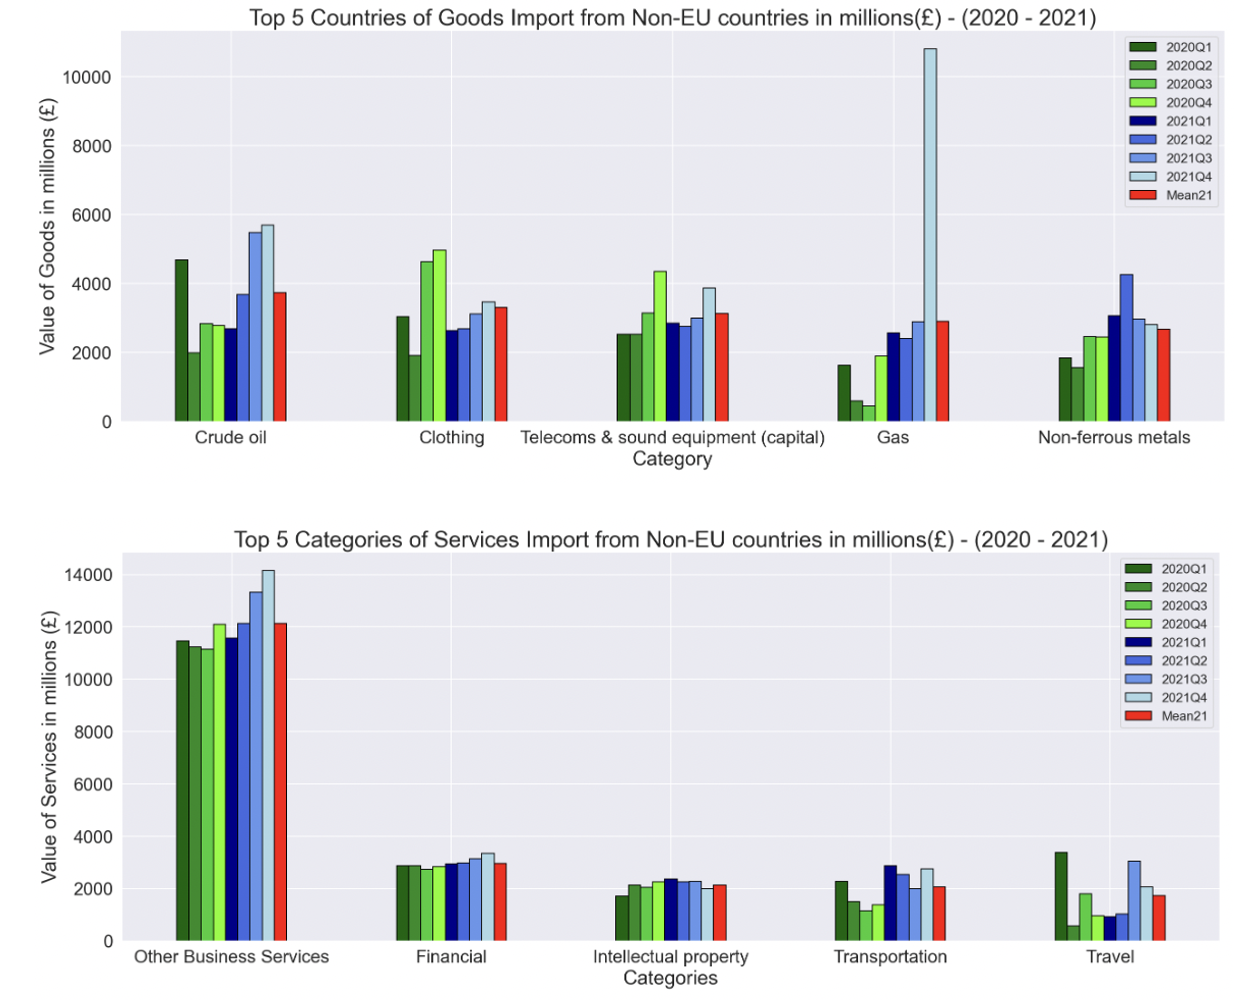 Top 5 Countries of Goods Import from Non-EU countries in millions(£) - (2020 - 2021)
Value of Goods in millions (£)
10000
8000
6000
4000
2000
0
2020Q1
2020Q2
2020Q3
2020Q4
2021Q1
2021Q2
2021Q3
2021Q4
Mean21
Crude oil Clothing Telecoms & sound equipment (capital) Gas Non-ferrous metals
Category
Top 5 Categories of Services Import from Non-EU countries in millions(£) - (2020 - 2021)
Value of Services in millions (£)
14000
12000
10000
8000
6000
4000
2000
0
2020Q1
2020Q2
2020Q3
2020Q4
2021Q1
2021Q2
2021Q3
2021Q4
Mean21
Other Business Services Financial Intellectual property Transportation Travel
Categories